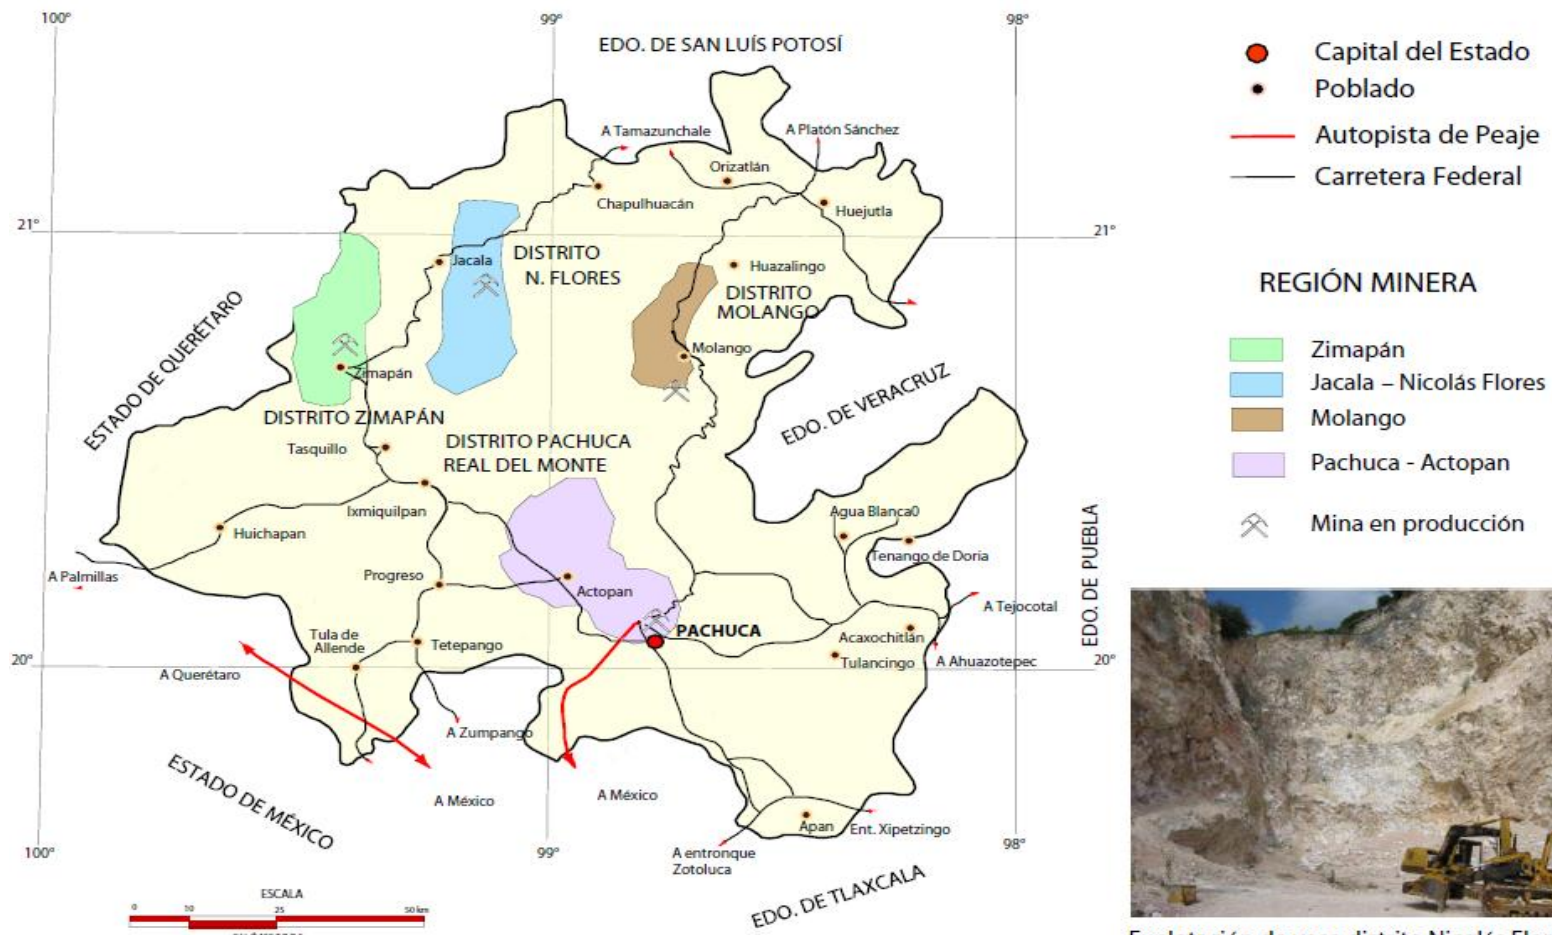 100°
99°
98°
EDO. DE SAN LUÍS POTOSÍ
A Tamazunchale
A Platón Sánchez
Orizatlán
Chapulhuacán
Huejutla
21°
21°
Jacala
DISTRITO
N. FLORES
Huazalingo
DISTRITO
MOLANGO
ESTADO DE QUERÉTARO
Molango
Zimapán
EDO. DE VERACRUZ
DISTRITO ZIMAPÁN
DISTRITO PACHUCA
REAL DEL MONTE
Tasquillo
Ixmiquilpan
Huichapan
Agua Blanca0
Tenango de Doria
EDO. DE PUEBLA
A Palmillas
Progreso
Actopan
A Tejocotal
PACHUCA
Tula de
Allende
Tetepango
Acaxochitlán
Tulancingo
A Ahuazotepec
20°
20°
A Querétaro
A Zumpango
ESTADO DE MÉXICO
A México
A México
Apan
Ent. Xipetzingo
A entronque
Zotoluca
100°
99°
98°
EDO. DE TLAXCALA
ESCALA
0 10 25 50 km
Capital del Estado
Poblado
Autopista de Peaje
Carretera Federal
REGIÓN MINERA
Zimapán
Jacala – Nicolás Flores
Molango
Pachuca - Actopan
Mina en producción